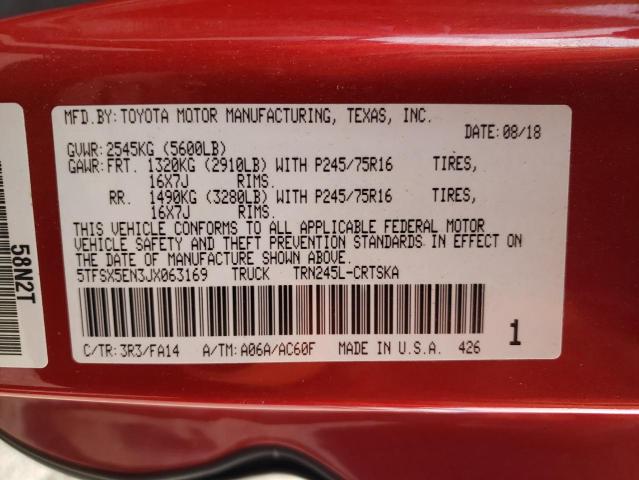 MFD.BY: TOYOTA MOTOR MANUFACTURING, TEXAS, INC.
DATE: 08/18
GVWR: 2545KG (5600LB)
GAWR: FRT. 1320KG (2910LB) WITH P245/75R16 TIRES,
16X7J RIMS.
RR. 1490KG (3280LB) WITH P245/75R16 TIRES,
16X7J RIMS.
THIS VEHICLE CONFORMS TO ALL APPLICABLE FEDERAL MOTOR
VEHICLE SAFETY AND THEFT PREVENTION STANDARDS IN EFFECT ON
THE DATE OF MANUFACTURE SHOWN ABOVE.
5TFSX5EN3JX063169 TRUCK TRN245L-CRTSKA
1
C/TR: 3R3/FA14 A/TM: A06A/AC60F MADE IN U.S.A. 426
58N2T